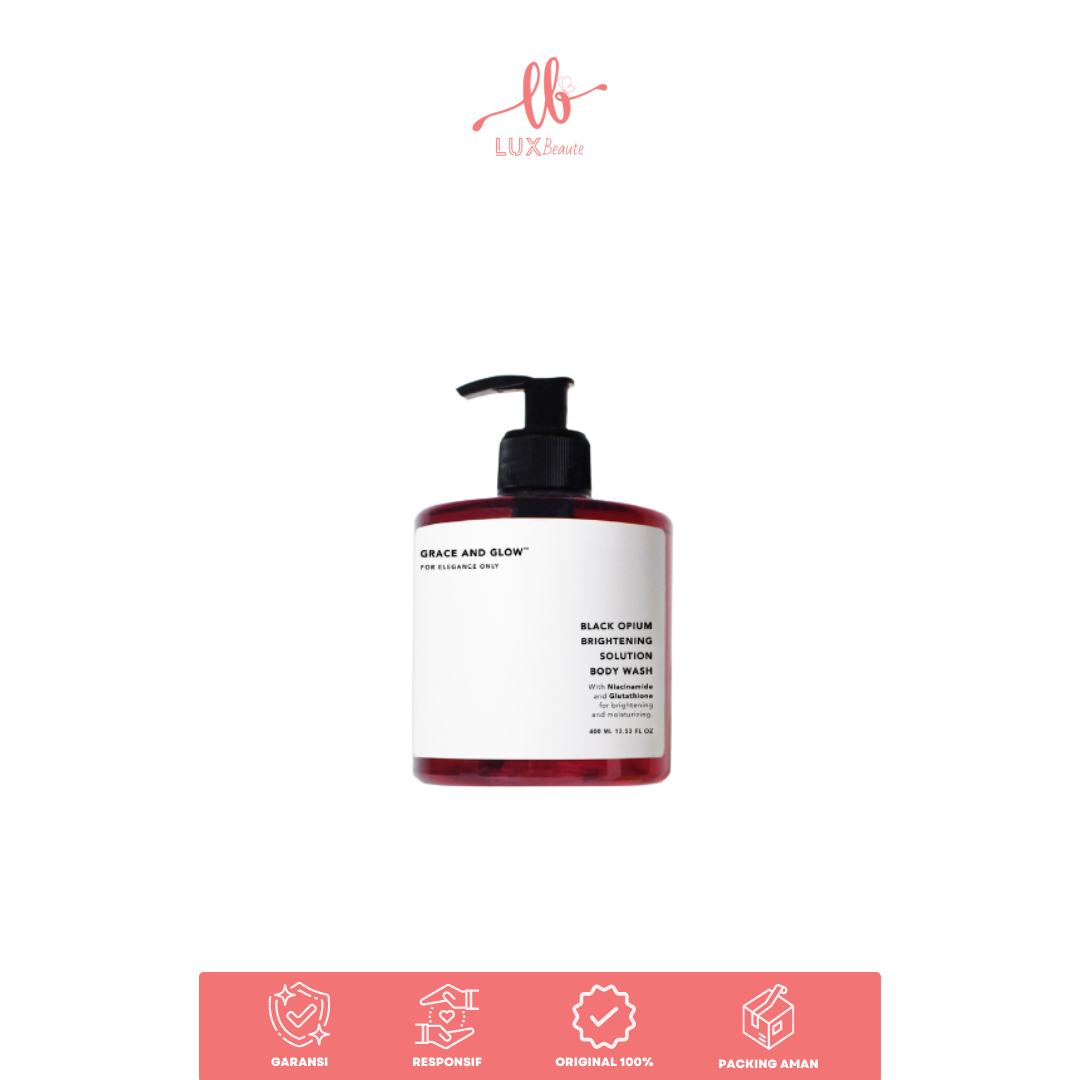 lb
LUX Beaute
GRACE AND GLOW™
FOR ELEGANCE ONLY
BLACK OPIUM
BRIGHTENING
SOLUTION
BODY WASH
With Niacinamide
and Glutathione
for brightening
and moisturizing.
400 ML 13.53 FL OZ
GARANSI
RESPONSIF
ORIGINAL 100%
PACKING AMAN